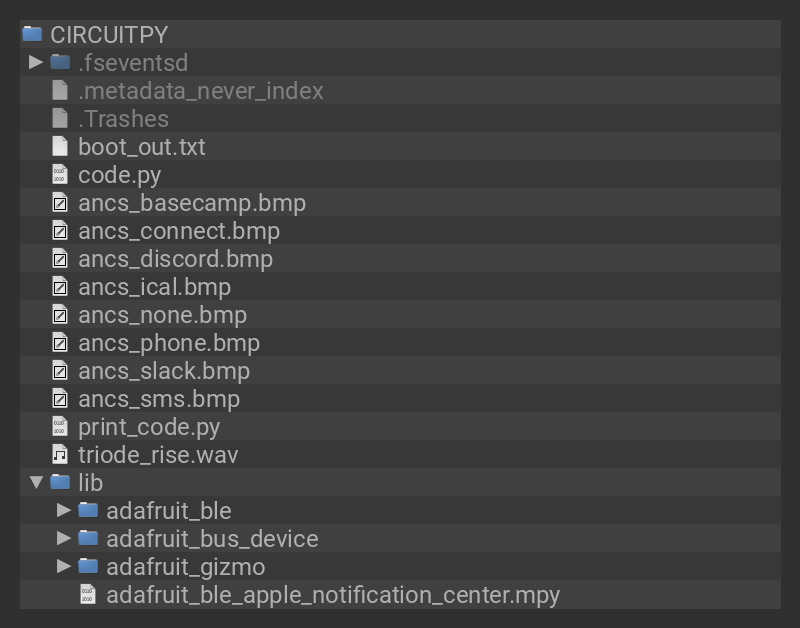 CIRCUITPY
.fseventsd
.metadata_never_index
.Trashes
boot_out.txt
code.py
ancs_basecamp.bmp
ancs_connect.bmp
ancs_discord.bmp
ancs_ical.bmp
ancs_none.bmp
ancs_phone.bmp
ancs_slack.bmp
ancs_sms.bmp
print_code.py
triode_rise.wav
lib
adafruit_ble
adafruit_bus_device
adafruit_gizmo
adafruit_ble_apple_notification_center.mpy